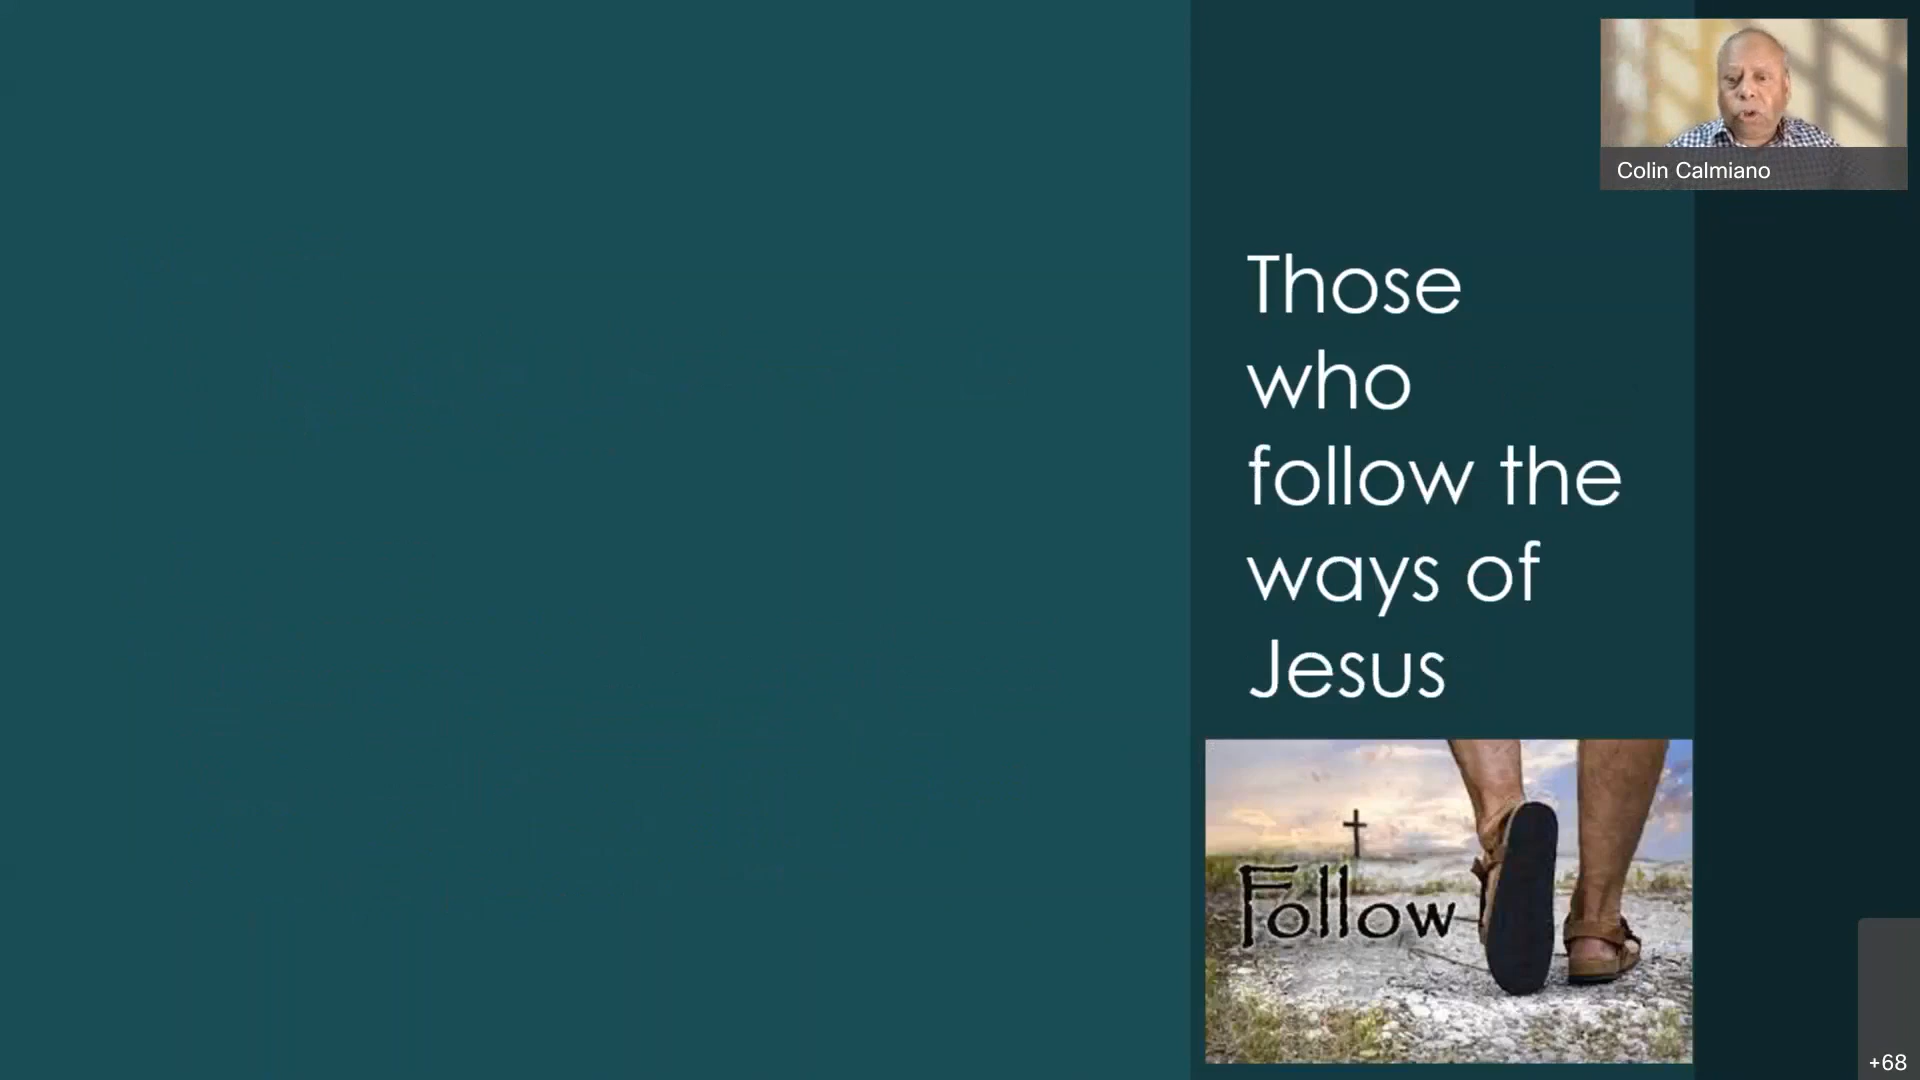 Colin Calmiano
Those
who
follow the
ways of
Jesus
Follow
+68